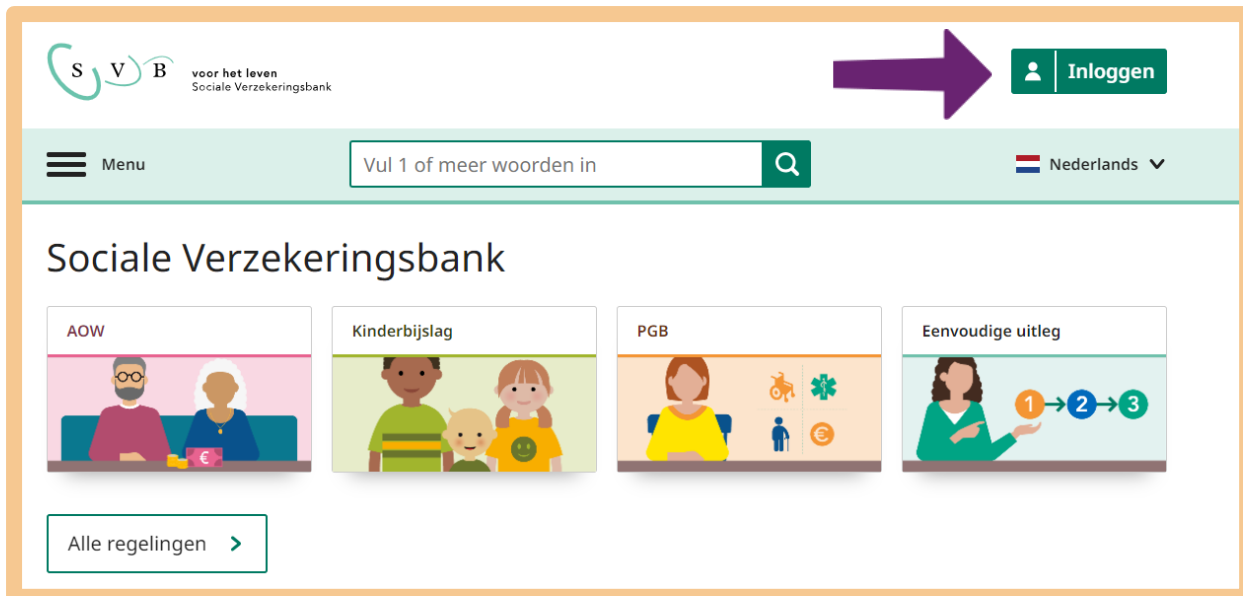 S V B
voor het leven
Sociale Verzekeringsbank
Inloggen
Menu
Vul 1 of meer woorden in
Nederlands
Sociale Verzekeringsbank
AOW
Kinderbijslag
PGB
Eenvoudige uitleg
€
€
1 2 3
Alle regelingen